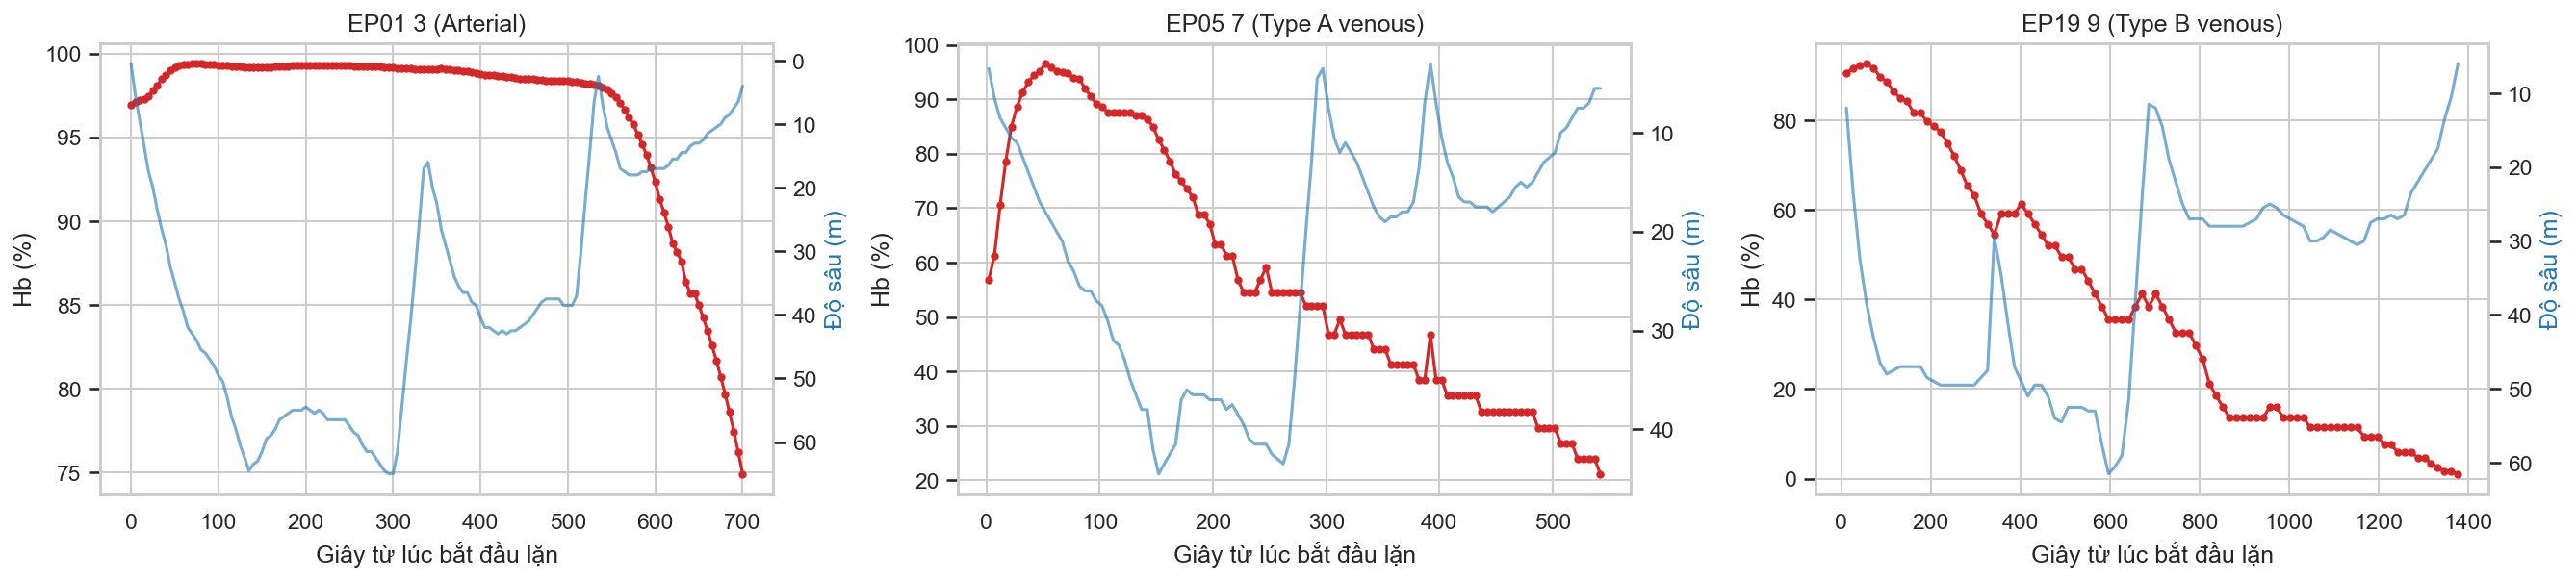 EP01 3 (Arterial)
100
95
90
85
80
75
Hb (%)
0
10
20
30
40
50
60
Độ sâu (m)
0 100 200 300 400 500 600 700
Giây từ lúc bắt đầu lặn
EP05 7 (Type A venous)
100
90
80
70
60
50
40
30
20
Hb (%)
10
20
30
40
Độ sâu (m)
0 100 200 300 400 500
Giây từ lúc bắt đầu lặn
EP19 9 (Type B venous)
80
60
40
20
0
Hb (%)
10
20
30
40
50
60
Độ sâu (m)
0 200 400 600 800 1000 1200 1400
Giây từ lúc bắt đầu lặn